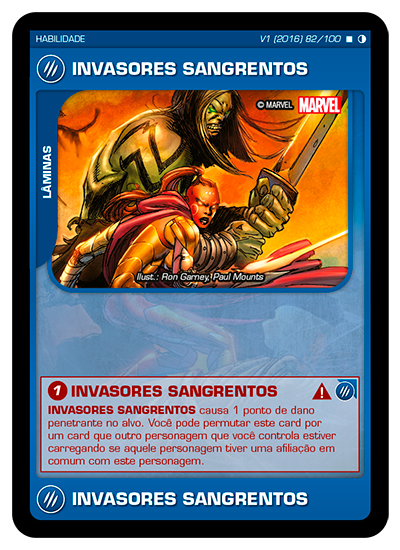 HABILIDADE
V1 (2016) 82/100
INVASORES SANGRENTOS
LÂMINAS
© MARVEL MARVEL
Ilust.: Ron Garney, Paul Mounts
1 INVASORES SANGRENTOS
INVASORES SANGRENTOS causa 1 ponto de dano
penetrante no alvo. Você pode permutar este card por
um card que outro personagem que você controla estiver
carregando se aquele personagem tiver uma afiliação em
comum com este personagem.
INVASORES SANGRENTOS